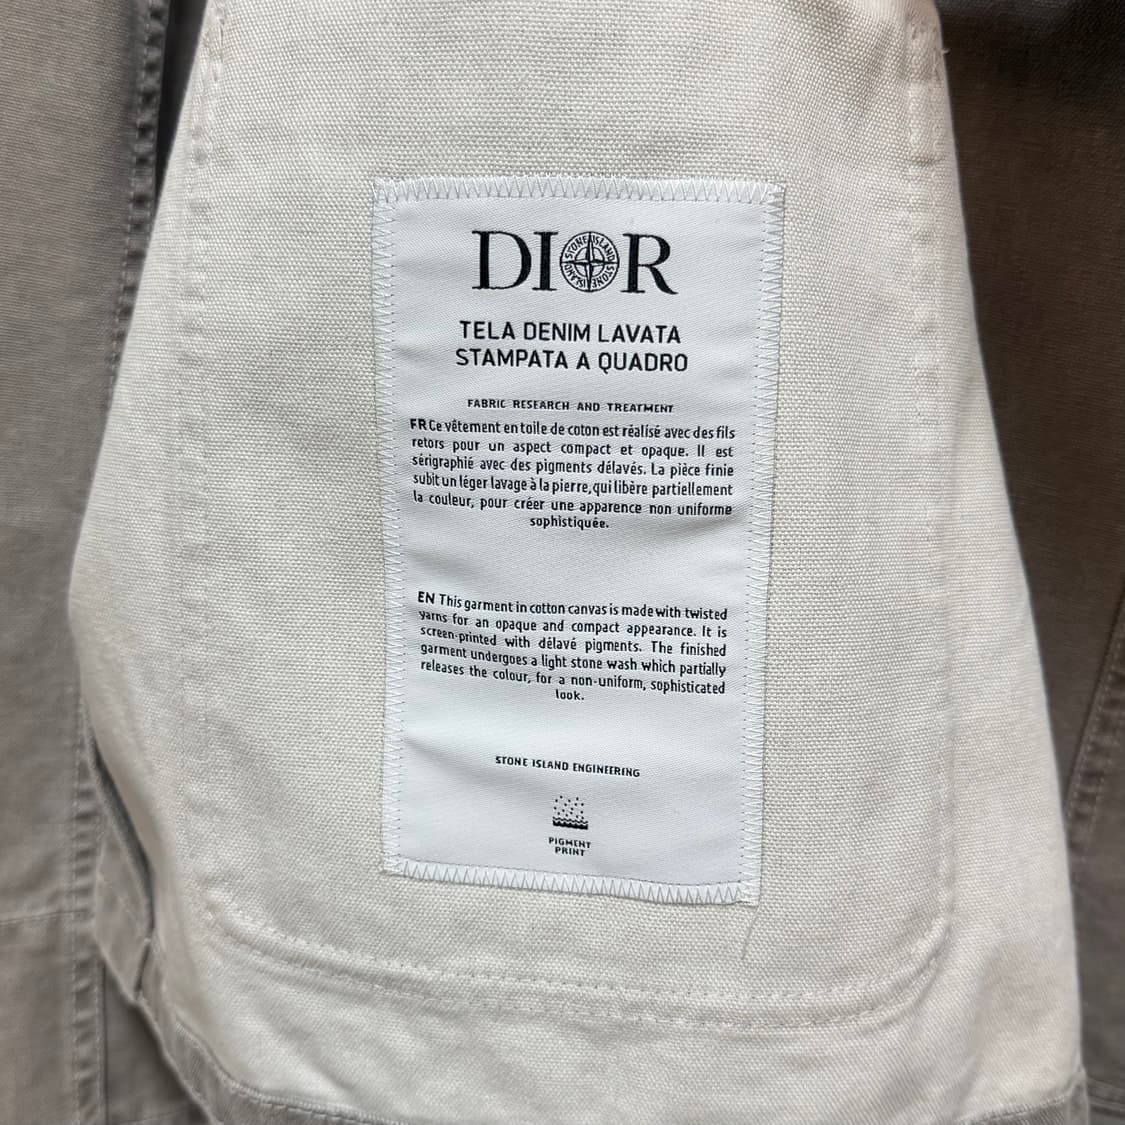 DIOR
STONE ISLAND STONE ISLAND
TELA DENIM LAVATA
STAMPATA A QUADRO
FABRIC RESEARCH AND TREATMENT
FR Ce vêtement en toile de coton est réalisé avec des fils
retors pour un aspect compact et opaque. Il est
sérigraphié avec des pigments délavés. La pièce finie
subit un léger lavage à la pierre, qui libère partiellement
la couleur, pour créer une apparence non uniforme
sophistiquée.
EN This garment in cotton canvas is made with twisted
yarns for an opaque and compact appearance. It is
screen-printed with délavé pigments. The finished
garment undergoes a light stone wash which partially
releases the colour, for a non-uniform, sophisticated
look.
STONE ISLAND ENGINEERING
PIGMENT
PRINT